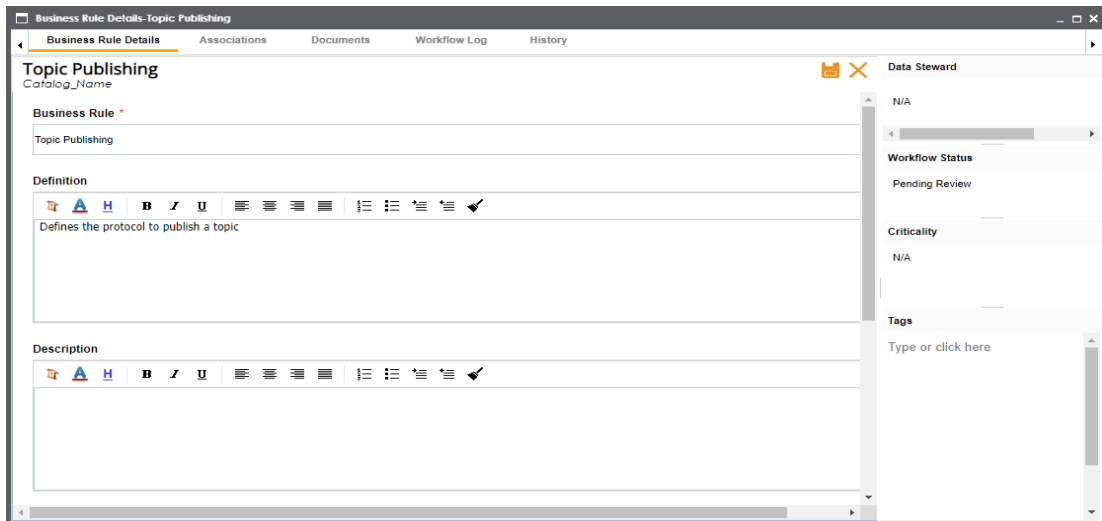 Business Rule Details-Topic Publishing
Business Rule Details Associations Documents Workflow Log History
Topic Publishing
Catalog_Name
Business Rule *
Topic Publishing
Definition
A H B I U
Defines the protocol to publish a topic
Description
A H B I U
Data Steward
N/A
Workflow Status
Pending Review
Criticality
N/A
Tags
Type or click here